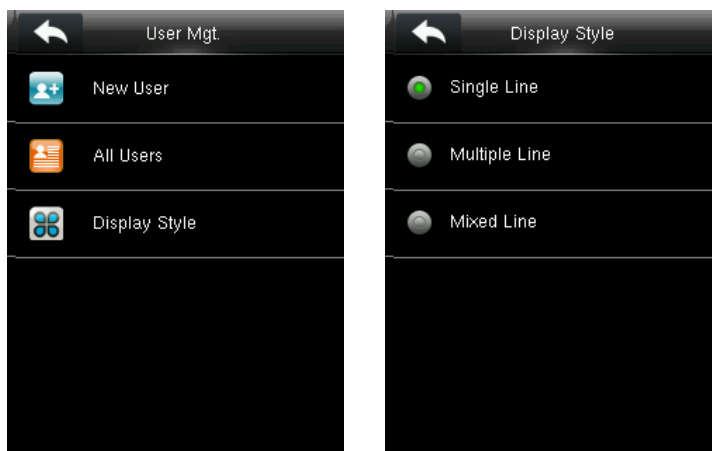 User Mgt.
New User
All Users
Display Style
Display Style
Single Line
Multiple Line
Mixed Line